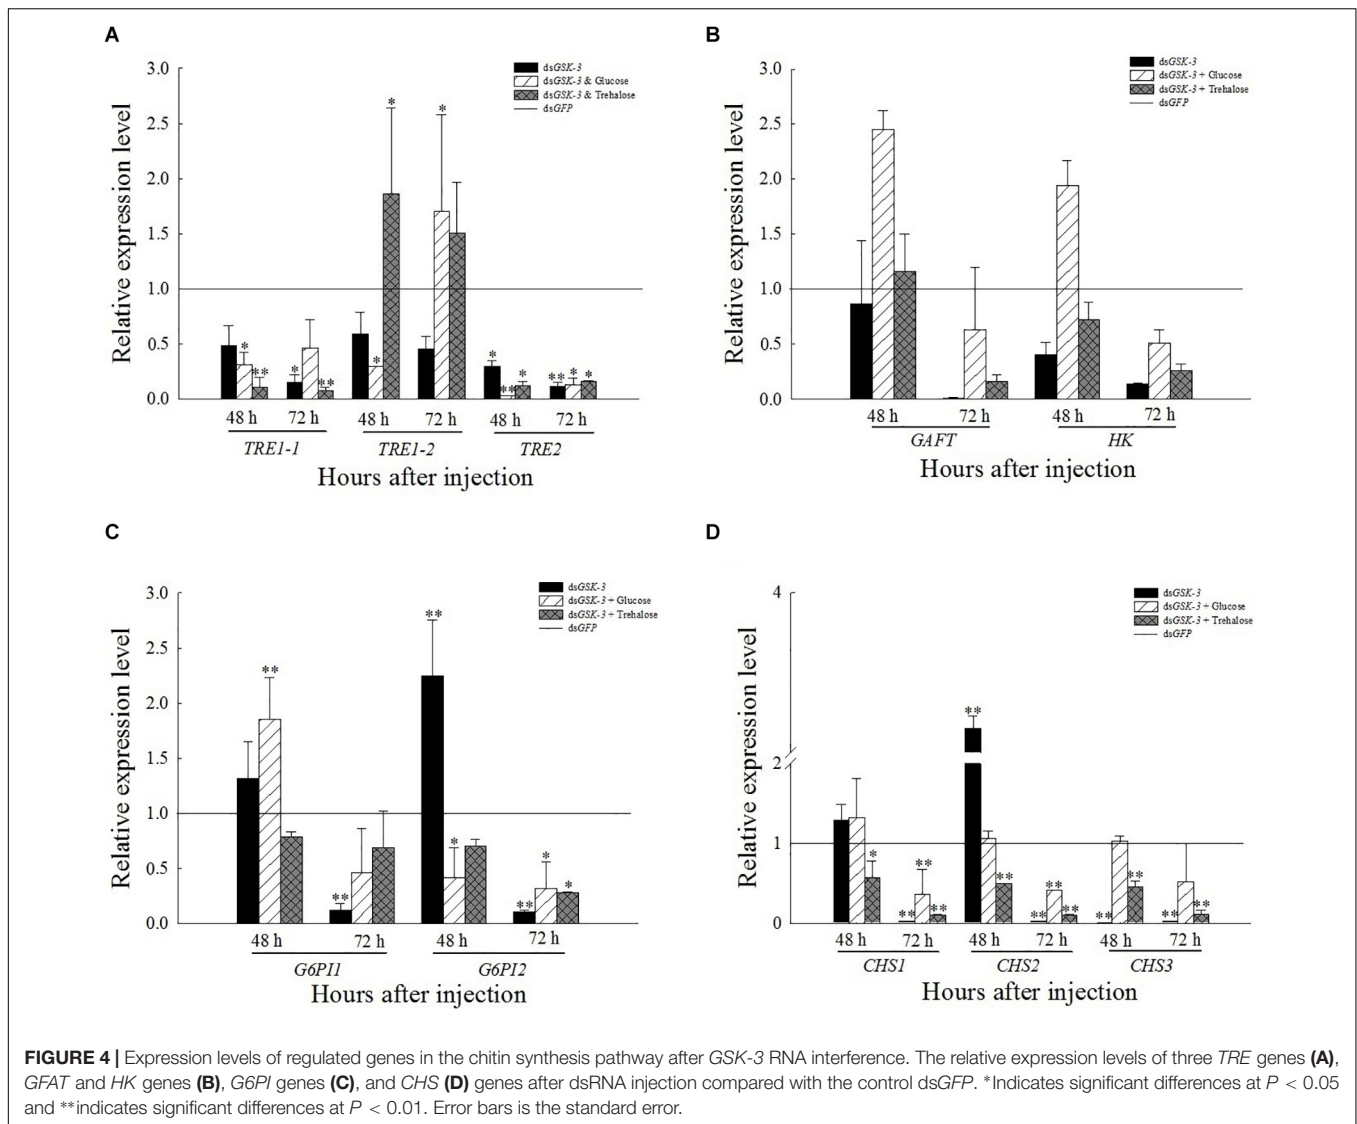 A
3.0
2.5
2.0
1.5
1.0
0.5
0.0
Relative expression level
dsGSK-3
dsGSK-3 & Glucose
dsGSK-3 & Trehalose
dsGFP
* ** * ** * * * * ** * ** * *
48 h 72 h 48 h 72 h 48 h 72 h
TRE1-1 TRE1-2 TRE2
Hours after injection
B
3.0
2.5
2.0
1.5
1.0
0.5
0.0
Relative expression level
dsGSK-3
dsGSK-3 + Glucose
dsGSK-3 + Trehalose
dsGFP
48 h 72 h 48 h 72 h
GAFT HK
Hours after injection
C
3.0
2.5
2.0
1.5
1.0
0.5
0.0
Relative expression level
dsGSK-3
dsGSK-3 + Glucose
dsGSK-3 + Trehalose
dsGFP
** ** ** * ** * *
48 h 72 h 48 h 72 h
G6PI1 G6PI2
Hours after injection
D
4
2
1
0
Relative expression level
dsGSK-3
dsGSK-3 + Glucose
dsGSK-3 + Trehalose
dsGFP
* ** ** ** ** ** ** ** ** ** ** ** **
48 h 72 h 48 h 72 h 48 h 72 h
CHS1 CHS2 CHS3
Hours after injection
FIGURE 4 | Expression levels of regulated genes in the chitin synthesis pathway after GSK-3 RNA interference. The relative expression levels of three TRE genes (A),
GFAT and HK genes (B), G6PI genes (C), and CHS (D) genes after dsRNA injection compared with the control dsGFP. *Indicates significant differences at P < 0.05
and **indicates significant differences at P < 0.01. Error bars is the standard error.